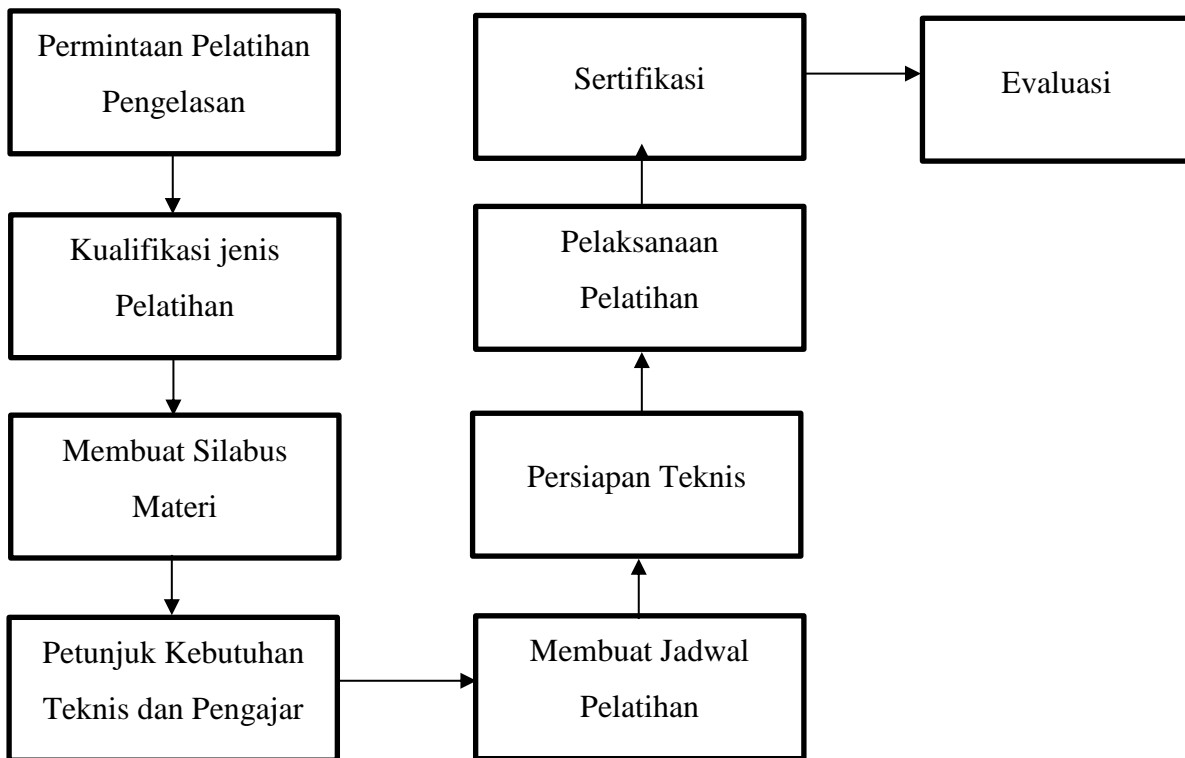 Permintaan Pelatihan
Pengelasan
Kualifikasi jenis
Pelatihan
Membuat Silabus
Materi
Petunjuk Kebutuhan
Teknis dan Pengajar
Membuat Jadwal
Pelatihan
Persiapan Teknis
Pelaksanaan
Pelatihan
Sertifikasi
Evaluasi